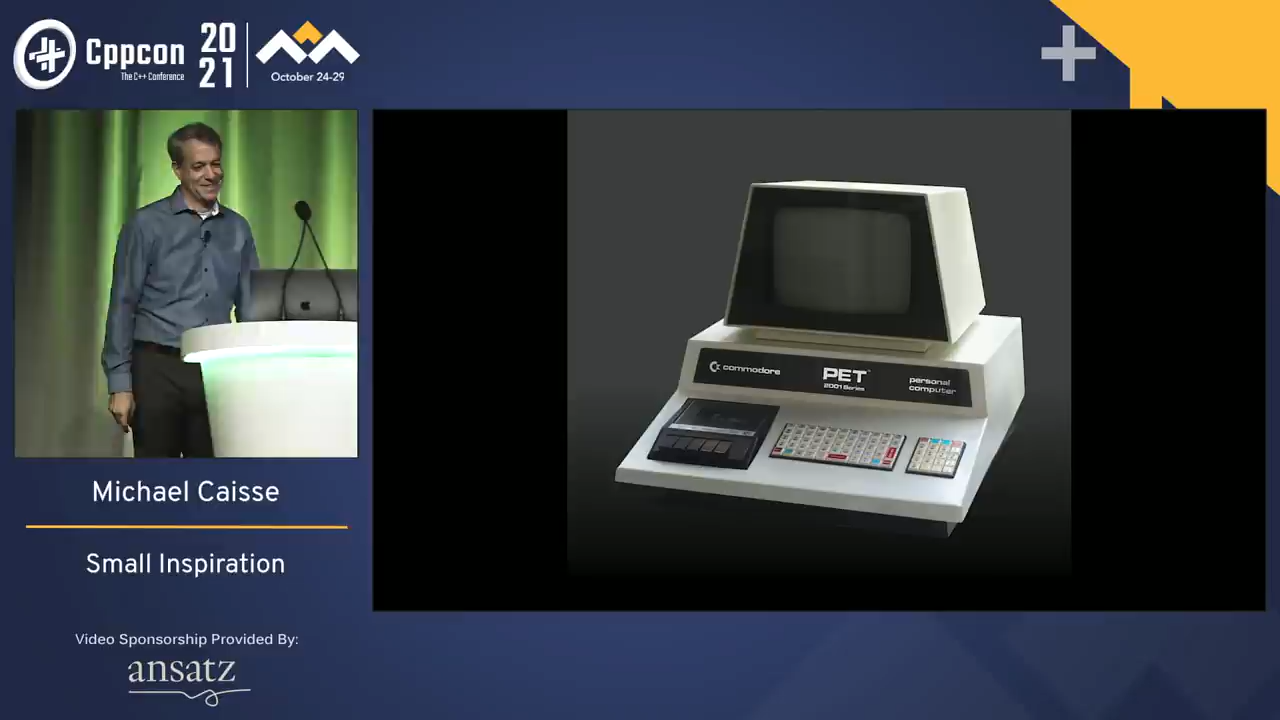 Cppcon
The C++ Conference
20
21
October 24-29
commodore
PET
2001 Series
personal
computer
Michael Caisse
Small Inspiration
Video Sponsorship Provided By:
ansatz